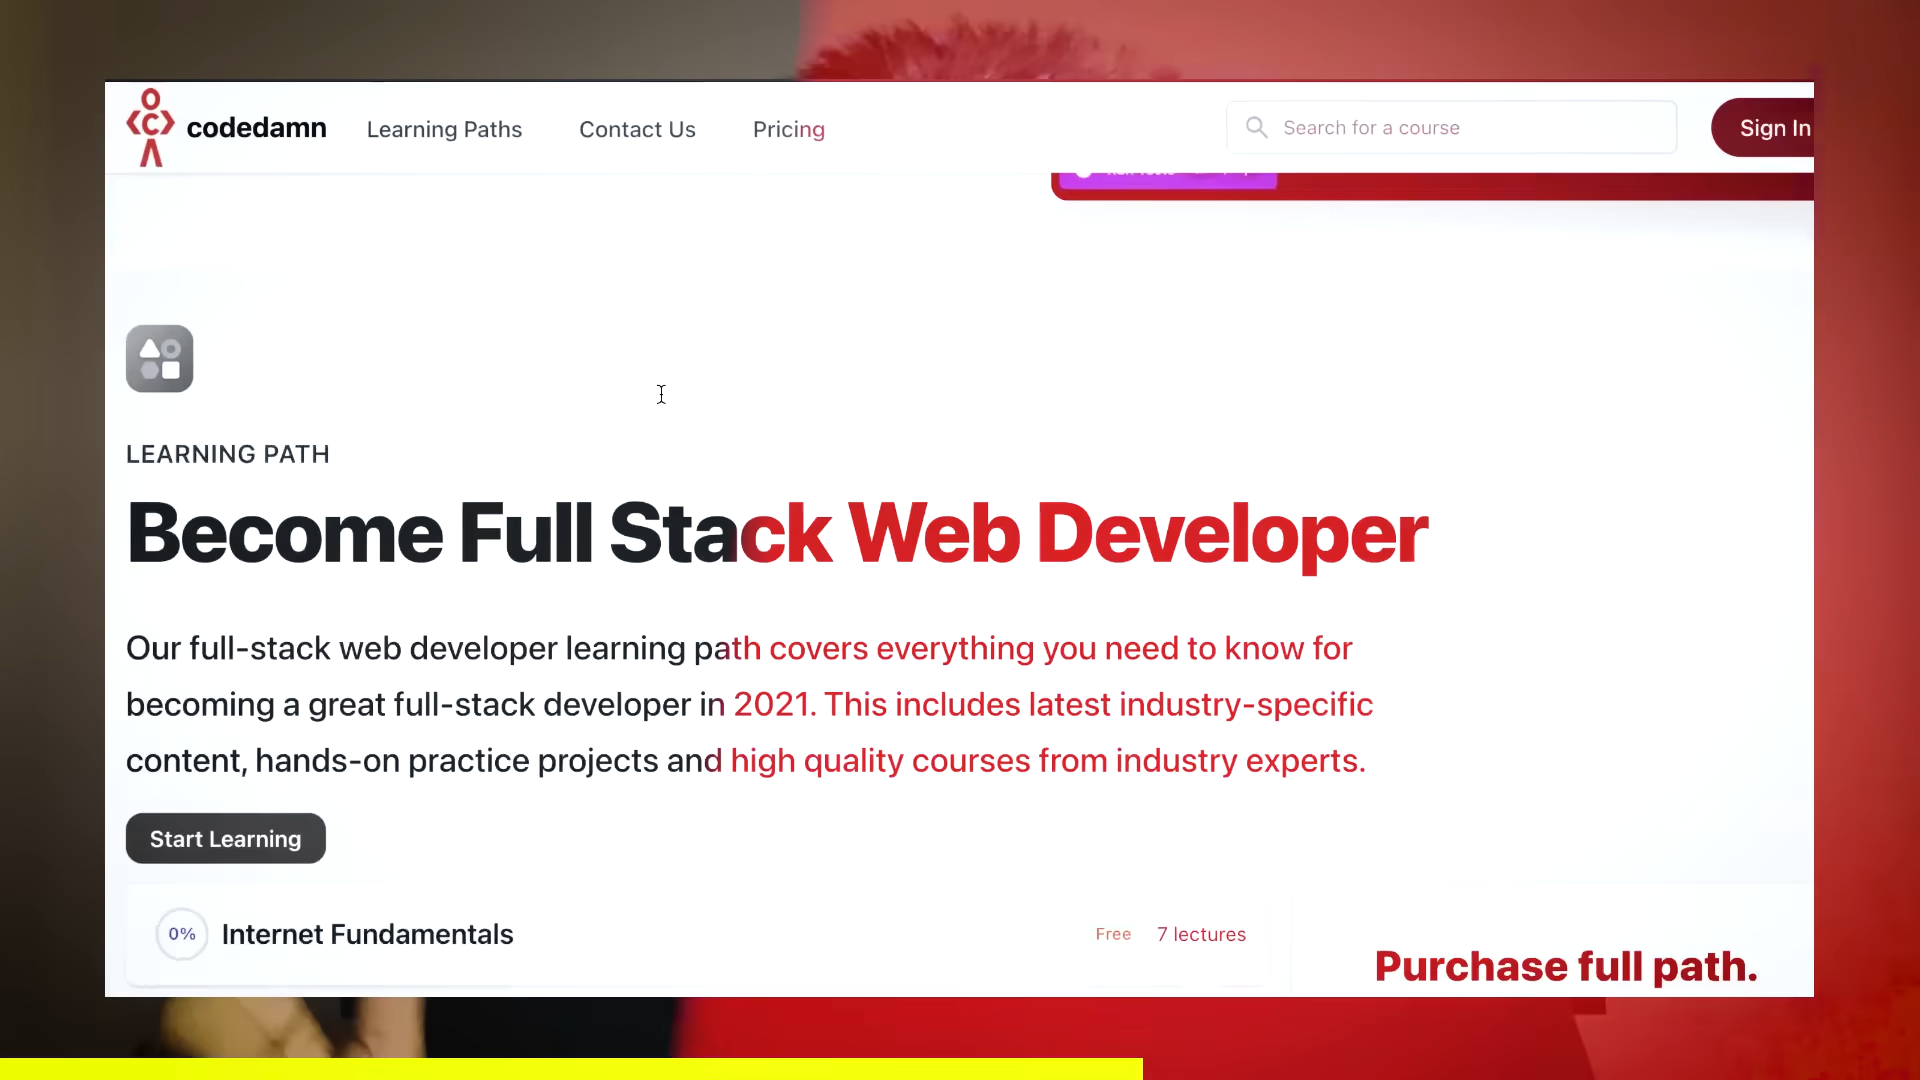 codedamn
Learning Paths
Contact Us
Pricing
Search for a course
Sign In
LEARNING PATH
Become Full Stack Web Developer
Our full-stack web developer learning path covers everything you need to know for
becoming a great full-stack developer in 2021. This includes latest industry-specific
content, hands-on practice projects and high quality courses from industry experts.
Start Learning
0%
Internet Fundamentals
Free
7 lectures
Purchase full path.